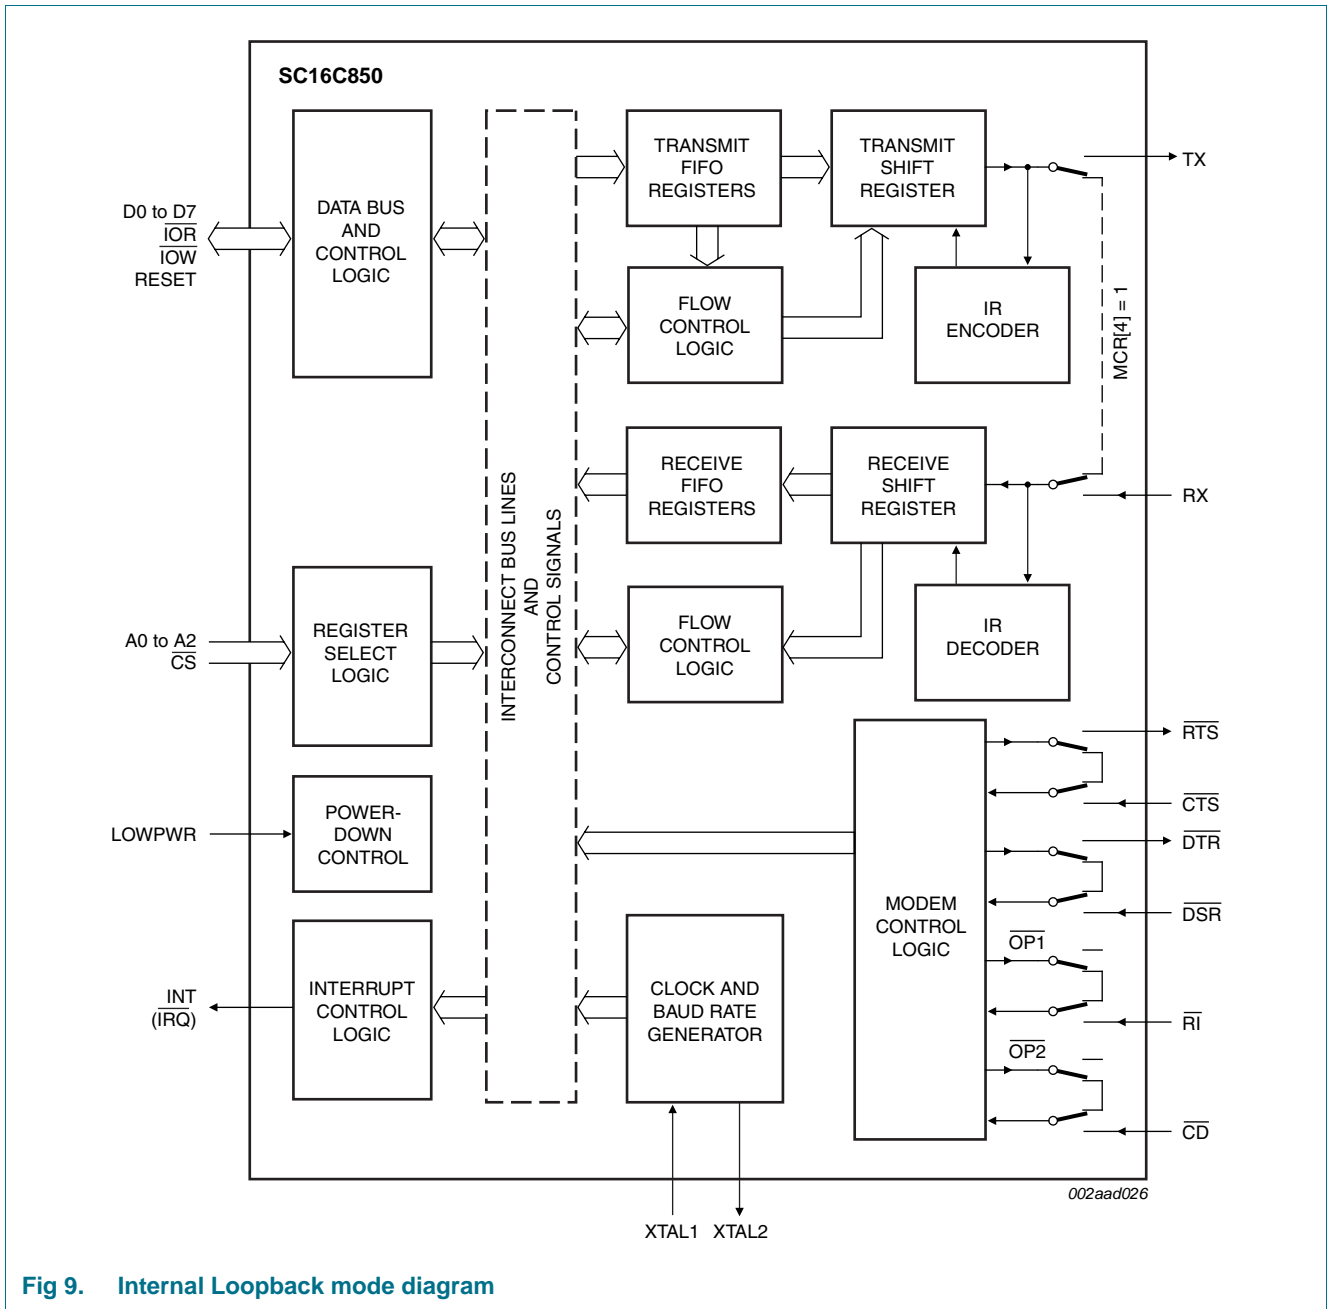 SC16C850
D0 to D7
IOR
IOW
RESET
DATA BUS
AND
CONTROL
LOGIC
TRANSMIT
FIFO
REGISTERS
TRANSMIT
SHIFT
REGISTER
TX
FLOW
CONTROL
LOGIC
IR
ENCODER
MCR[4] = 1
INTERCONNECT BUS LINES
AND
CONTROL SIGNALS
RECEIVE
FIFO
REGISTERS
RECEIVE
SHIFT
REGISTER
RX
A0 to A2
CS
REGISTER
SELECT
LOGIC
FLOW
CONTROL
LOGIC
IR
DECODER
LOWPWR
POWER-
DOWN
CONTROL
MODEM
CONTROL
LOGIC
RTS
CTS
DTR
DSR
OP1
RI
OP2
CD
INT
(IRQ)
INTERRUPT
CONTROL
LOGIC
CLOCK AND
BAUD RATE
GENERATOR
XTAL1 XTAL2
002aad026
Fig 9. Internal Loopback mode diagram